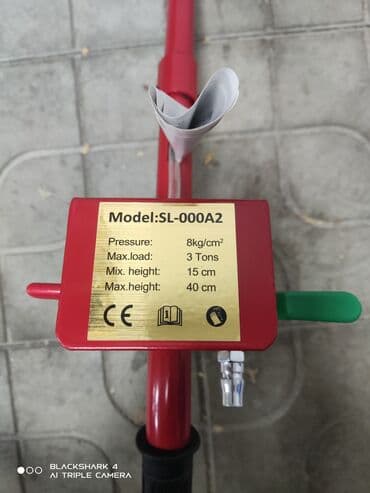 Model:SL-000A2
Pressure: 8kg/cm²
Max.load: 3 Tons
Mix. height: 15 cm
Max.height: 40 cm
CE
BLACKSHARK 4
AI TRIPLE CAMERA